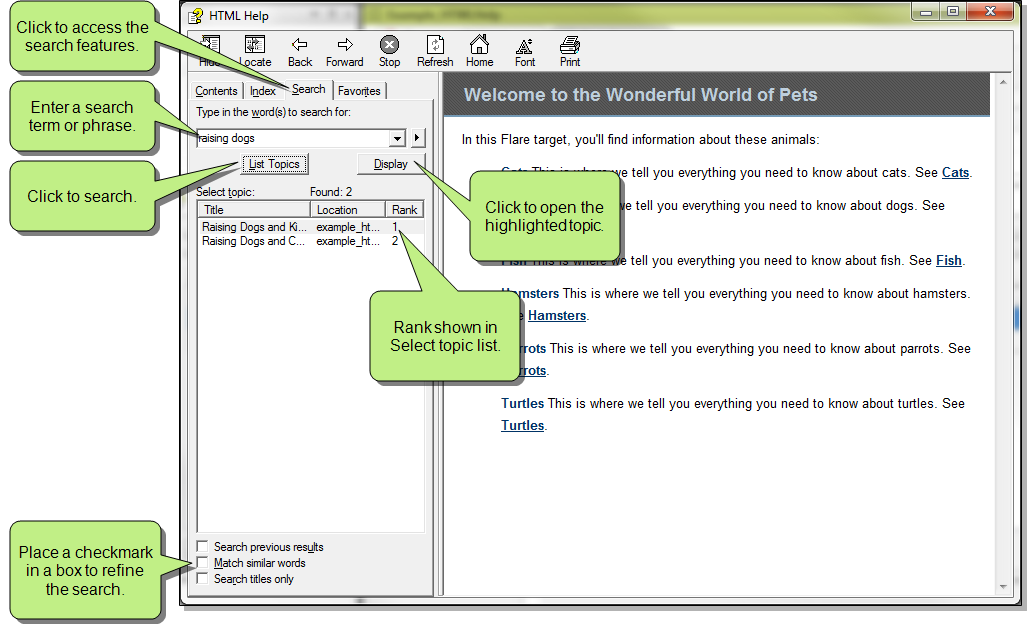 HTML Help
Click to access the
search features.
Hide Locate Back Forward Stop Refresh Home Font Print
Contents Index Search Favorites
Type in the word(s) to search for:
Enter a search
term or phrase.
raising dogs
List Topics Display
Click to search.
Select topic: Found: 2
Title Location Rank
Raising Dogs and Ki... example_ht... 1
Raising Dogs and C... example_ht... 2
Click to open the
highlighted topic.
Rank shown in
Select topic list.
Search previous results
Match similar words
Search titles only
Place a checkmark
in a box to refine
the search.
Welcome to the Wonderful World of Pets
In this Flare target, you'll find information about these animals:
Cats This is where we tell you everything you need to know about cats. See Cats.
we tell you everything you need to know about dogs. See
Fish This is where we tell you everything you need to know about fish. See Fish.
Hamsters This is where we tell you everything you need to know about hamsters.
Hamsters.
This is where we tell you everything you need to know about parrots. See
Turtles This is where we tell you everything you need to know about turtles. See
Turtles.